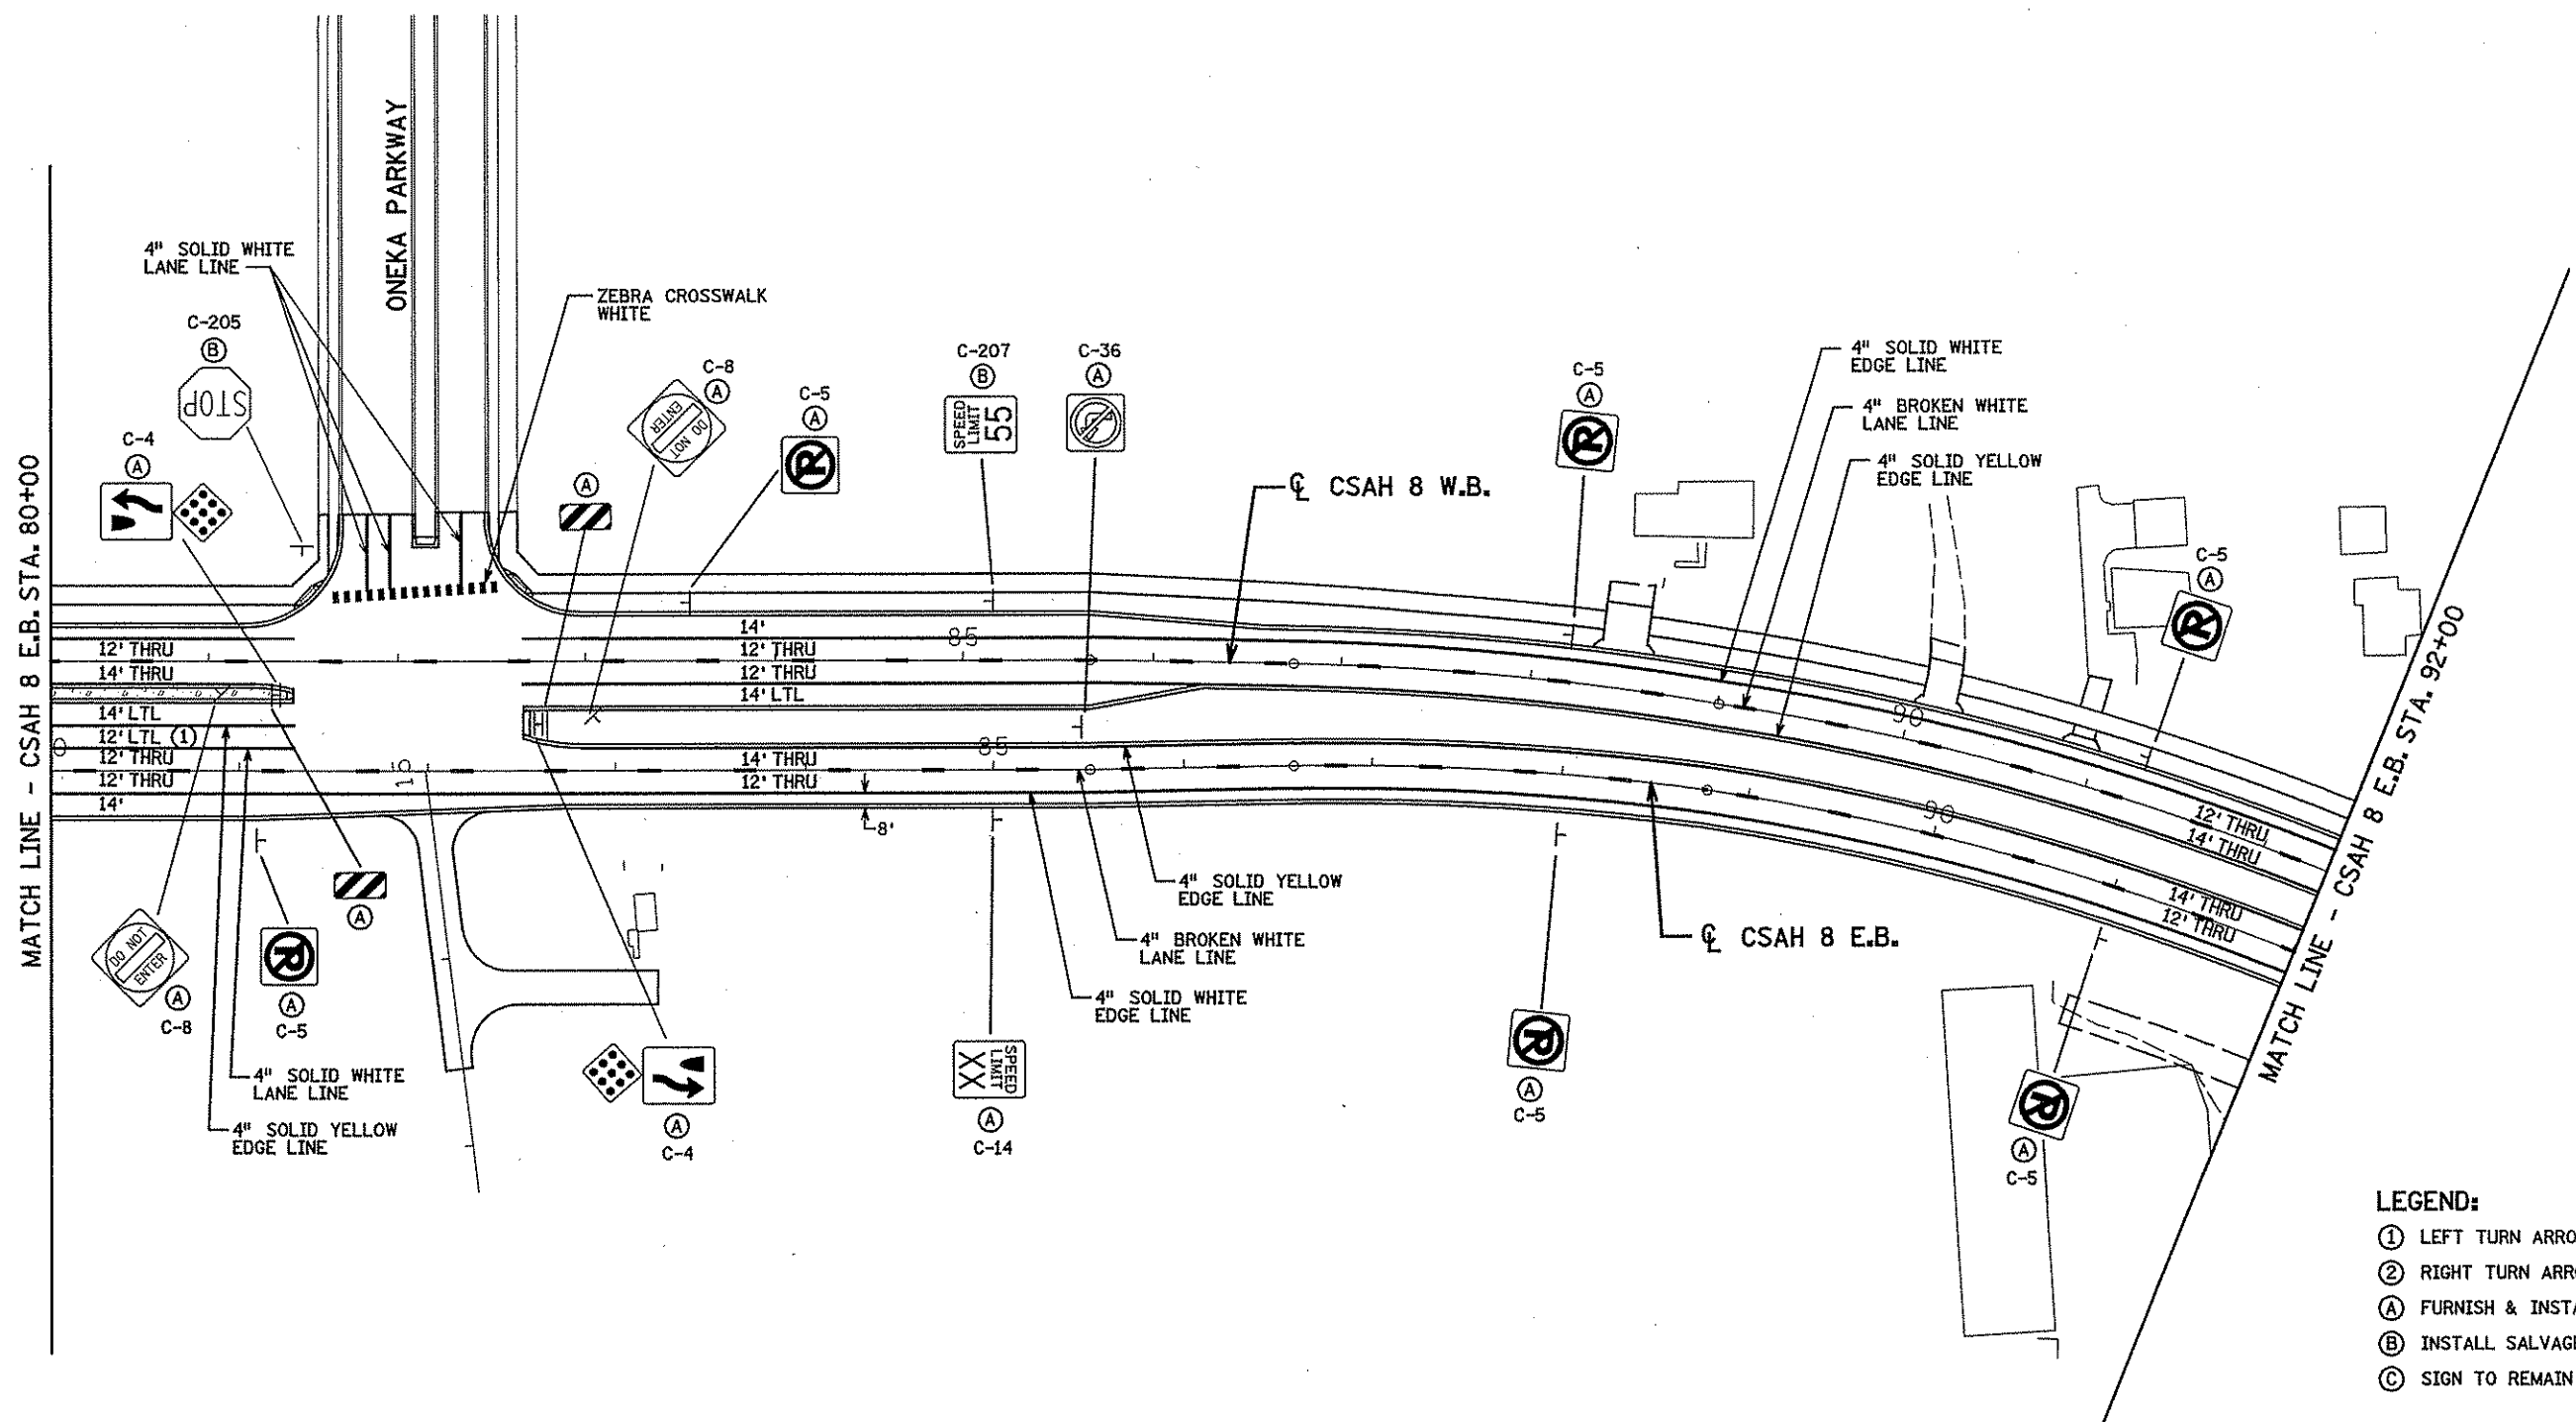 ONEKA PARKWAY
4" SOLID WHITE
LANE LINE
ZEBRA CROSSWALK
WHITE
C-205
B
STOP
C-4
A
C-8
A
DO NOT
ENTER
C-5
A
A
C-207
B
SPEED
LIMIT
55
C-36
A
C-5
A
R
4" SOLID WHITE
EDGE LINE
4" BROKEN WHITE
LANE LINE
4" SOLID YELLOW
EDGE LINE
CSAH 8 W.B.
C-5
A
R
MATCH LINE - CSAH 8 E.B. STA. 80+00
14'
12' THRU
12' THRU
14' LTL
85
12' THRU
14' THRU
14' LTL
12' LTL (1)
12' THRU
12' THRU
14'
0
10
85
14' THRU
12' THRU
8'
90
90
12' THRU
14' THRU
14' THRU
12' THRU
MATCH LINE - CSAH 8 E.B. STA. 92+00
4" SOLID YELLOW
EDGE LINE
4" BROKEN WHITE
LANE LINE
4" SOLID WHITE
EDGE LINE
CSAH 8 E.B.
DO NOT
ENTER
A
C-8
R
A
C-5
A
4" SOLID WHITE
LANE LINE
4" SOLID YELLOW
EDGE LINE
A
C-4
SPEED
LIMIT
XX
A
C-14
R
A
C-5
R
A
C-5
R
LEGEND:
1 LEFT TURN ARRO
2 RIGHT TURN ARR
A FURNISH & INSTA
B INSTALL SALVAG
C SIGN TO REMAIN